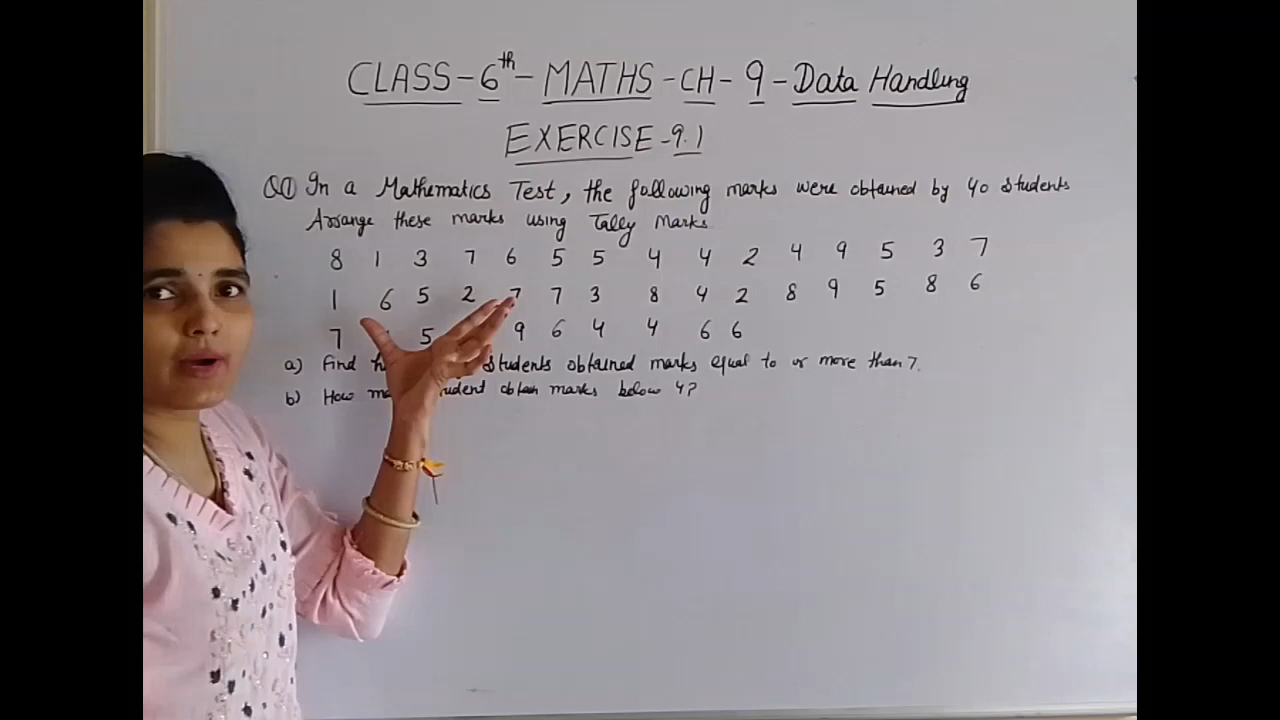 CLASS-6th-MATHS-CH-9-Data Handling
EXERCISE-9.1
Q① In a Mathematics Test, the following marks were obtained by 40 students
Arrange these marks using Tally Marks
8 1 3 7 6 5 5 4 4 2 4 9 5 3 7
1 6 5 2 7 7 3 8 4 2 8 9 5 8 6
7 5 9 6 4 4 6 6
a) Find students obtained marks equal to or more than 7.
b) How obtain marks below 4?